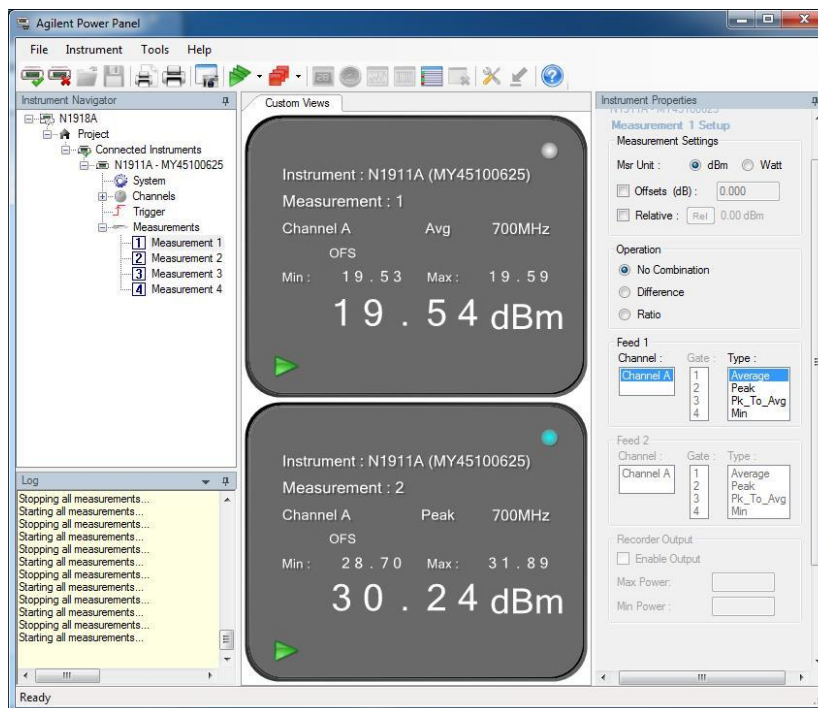 Agilent Power Panel
File Instrument Tools Help
Instrument Navigator
N1918A
Project
Connected Instruments
N1911A - MY45100625
System
Channels
Trigger
Measurements
1 Measurement 1
2 Measurement 2
3 Measurement 3
4 Measurement 4
Log
Stopping all measurements...
Starting all measurements...
Stopping all measurements...
Starting all measurements...
Stopping all measurements...
Starting all measurements...
Stopping all measurements...
Starting all measurements...
Stopping all measurements...
Starting all measurements...
Stopping all measurements...
Starting all measurements...
Ready
Custom Views
Instrument : N1911A (MY45100625)
Measurement : 1
Channel A Avg 700MHz
OFS
Min : 19.53 Max : 19.59
19.54 dBm
Instrument : N1911A (MY45100625)
Measurement : 2
Channel A Peak 700MHz
OFS
Min : 28.70 Max : 31.89
30.24 dBm
Instrument Properties
N1911A - MY45100625
Measurement 1 Setup
Measurement Settings
Msr Unit : dBm Watt
Offsets (dB) : 0.000
Relative : Rel 0.00 dBm
Operation
No Combination
Difference
Ratio
Feed 1
Channel : Gate : Type :
Channel A 1 Average
2 Peak
3 Pk_To_Avg
4 Min
Feed 2
Channel : Gate : Type :
Channel A 1 Average
2 Peak
3 Pk_To_Avg
4 Min
Recorder Output
Enable Output
Max Power:
Min Power :